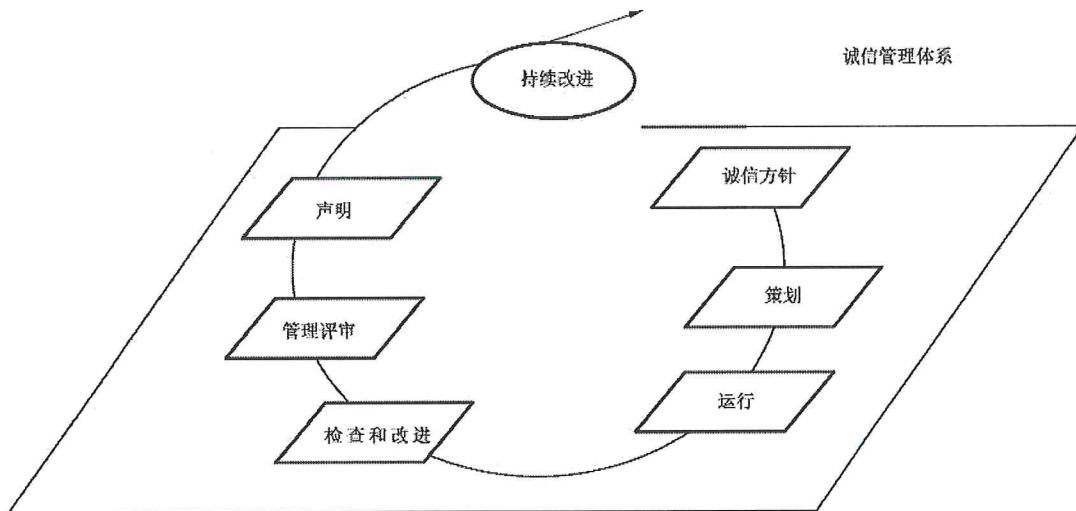 持续改进
诚信管理体系
诚信方针
声明
策划
管理评审
运行
检查和改进